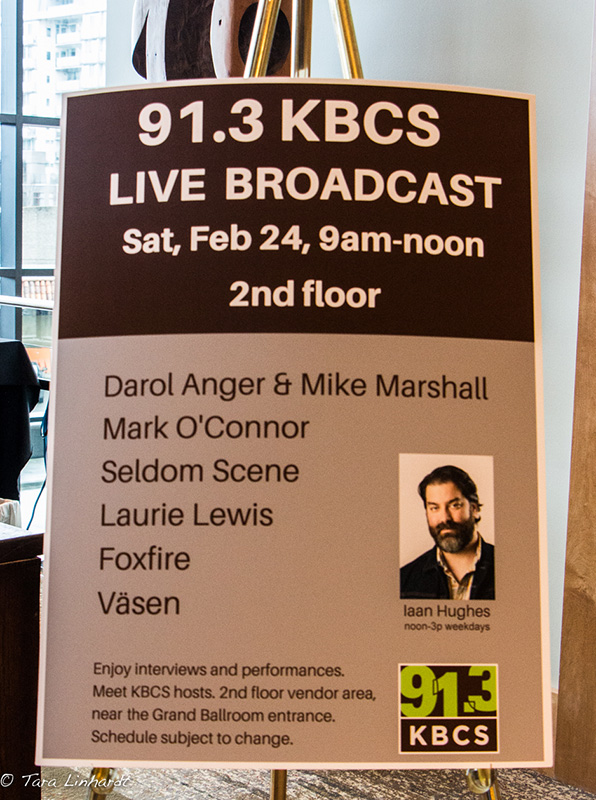 91.3 KBCS
LIVE BROADCAST
Sat, Feb 24, 9am-noon
2nd floor
Darol Anger & Mike Marshall
Mark O'Connor
Seldom Scene
Laurie Lewis
Foxfire
Väsen
Iaan Hughes
noon-3p weekdays
Enjoy interviews and performances.
Meet KBCS hosts. 2nd floor vendor area,
near the Grand Ballroom entrance.
Schedule subject to change.
91.3
KBCS
© Tara Linhardt